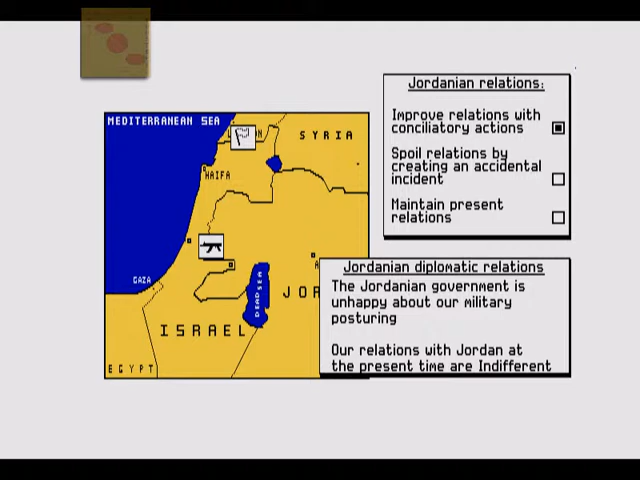 Jordanian relations:
MEDITERRANEAN SEA
SYRIA
Improve relations with
conciliatory actions
Spoil relations by
creating an accidental
incident
Maintain present
relations
HAIFA
GAZA
DEAD SEA
ISRAEL
EGYPT
Jordanian diplomatic relations
The Jordanian government is
unhappy about our military
posturing
Our relations with Jordan at
the present time are Indifferent